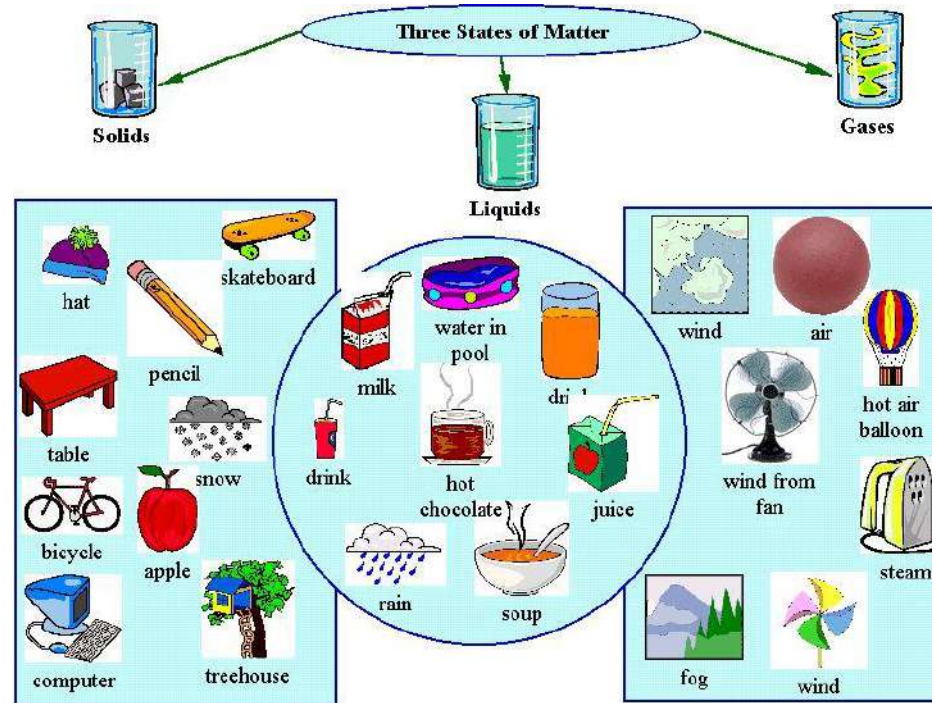 Three States of Matter
Solids
Liquids
Gases
hat
skateboard
pencil
table
snow
bicycle
apple
computer
treehouse
milk
water in
pool
drink
hot
chocolate
juice
rain
soup
wind
air
hot air
balloon
wind from
fan
steam
fog
wind